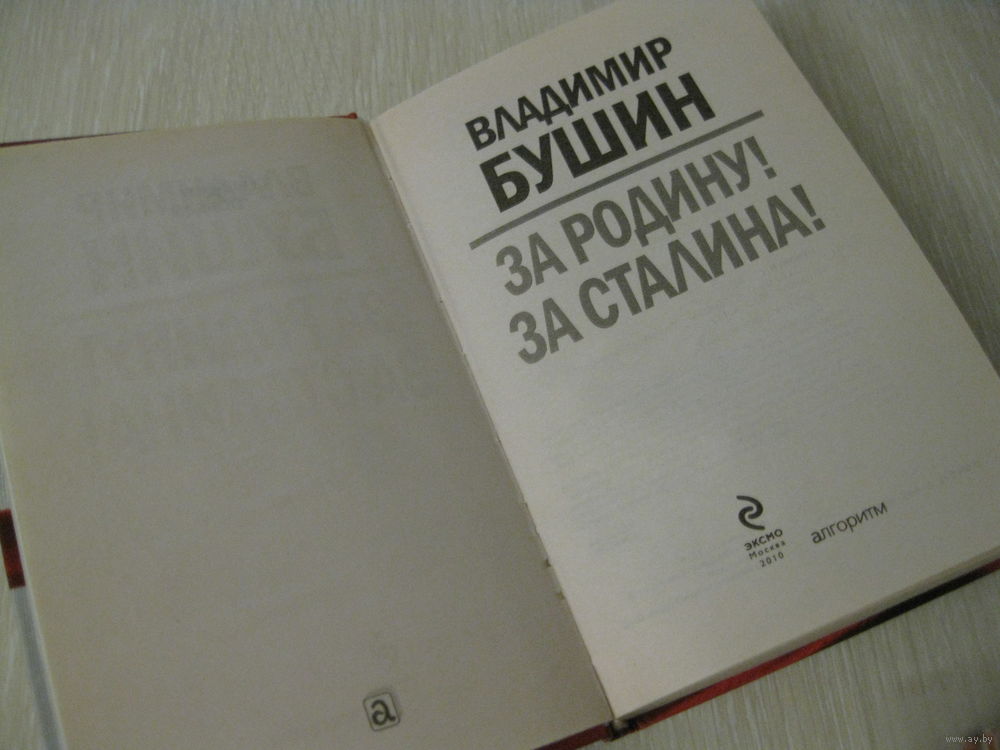 ВЛАДИМИР
БУШИН
ЗА РОДИНУ!
ЗА СТАЛИНА!
ЭКСМО
Москва
2010
алгоритм
а
www.ay.by